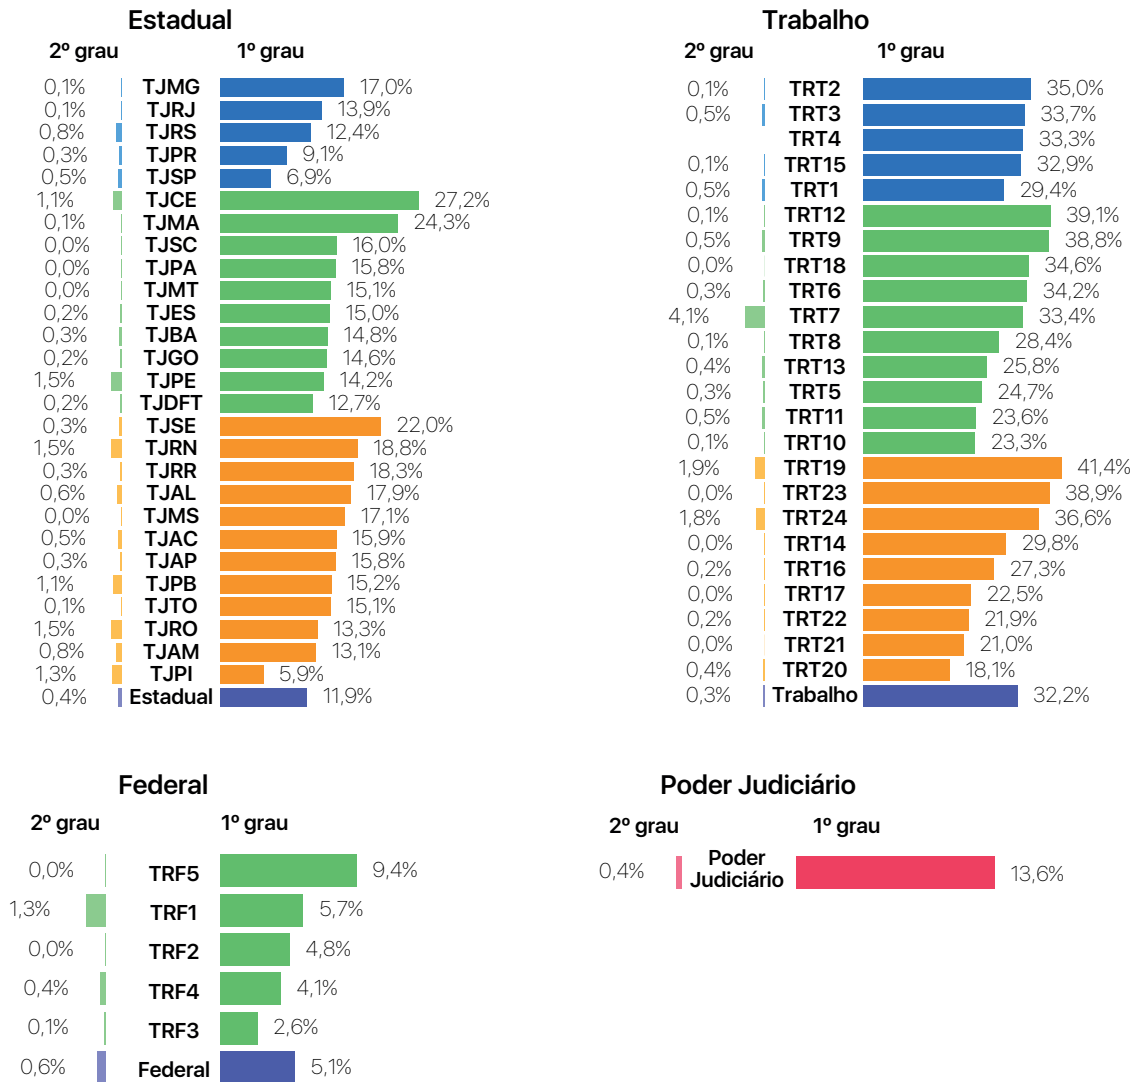 Estadual
2º grau 1º grau
0,1% TJMG 17,0%
0,1% TJRJ 13,9%
0,8% TJRS 12,4%
0,3% TJPR 9,1%
0,5% TJSP 6,9%
1,1% TJCE 27,2%
0,1% TJMA 24,3%
0,0% TJSC 16,0%
0,0% TJPA 15,8%
0,0% TJMT 15,1%
0,2% TJES 15,0%
0,3% TJBA 14,8%
0,2% TJGO 14,6%
1,5% TJPE 14,2%
0,2% TJDFT 12,7%
0,3% TJSE 22,0%
1,5% TJRN 18,8%
0,3% TJRR 18,3%
0,6% TJAL 17,9%
0,0% TJMS 17,1%
0,5% TJAC 15,9%
0,3% TJAP 15,8%
1,1% TJPB 15,2%
0,1% TJTO 15,1%
1,5% TJRO 13,3%
0,8% TJAM 13,1%
1,3% TJPI 5,9%
0,4% Estadual 11,9%
Trabalho
2º grau 1º grau
0,1% TRT2 35,0%
0,5% TRT3 33,7%
TRT4 33,3%
0,1% TRT15 32,9%
0,5% TRT1 29,4%
0,1% TRT12 39,1%
0,5% TRT9 38,8%
0,0% TRT18 34,6%
0,3% TRT6 34,2%
4,1% TRT7 33,4%
0,1% TRT8 28,4%
0,4% TRT13 25,8%
0,3% TRT5 24,7%
0,5% TRT11 23,6%
0,1% TRT10 23,3%
1,9% TRT19 41,4%
0,0% TRT23 38,9%
1,8% TRT24 36,6%
0,0% TRT14 29,8%
0,2% TRT16 27,3%
0,0% TRT17 22,5%
0,2% TRT22 21,9%
0,0% TRT21 21,0%
0,4% TRT20 18,1%
0,3% Trabalho 32,2%
Federal
2º grau 1º grau
0,0% TRF5 9,4%
1,3% TRF1 5,7%
0,0% TRF2 4,8%
0,4% TRF4 4,1%
0,1% TRF3 2,6%
0,6% Federal 5,1%
Poder Judiciário
2º grau 1º grau
0,4% Poder
Judiciário 13,6%